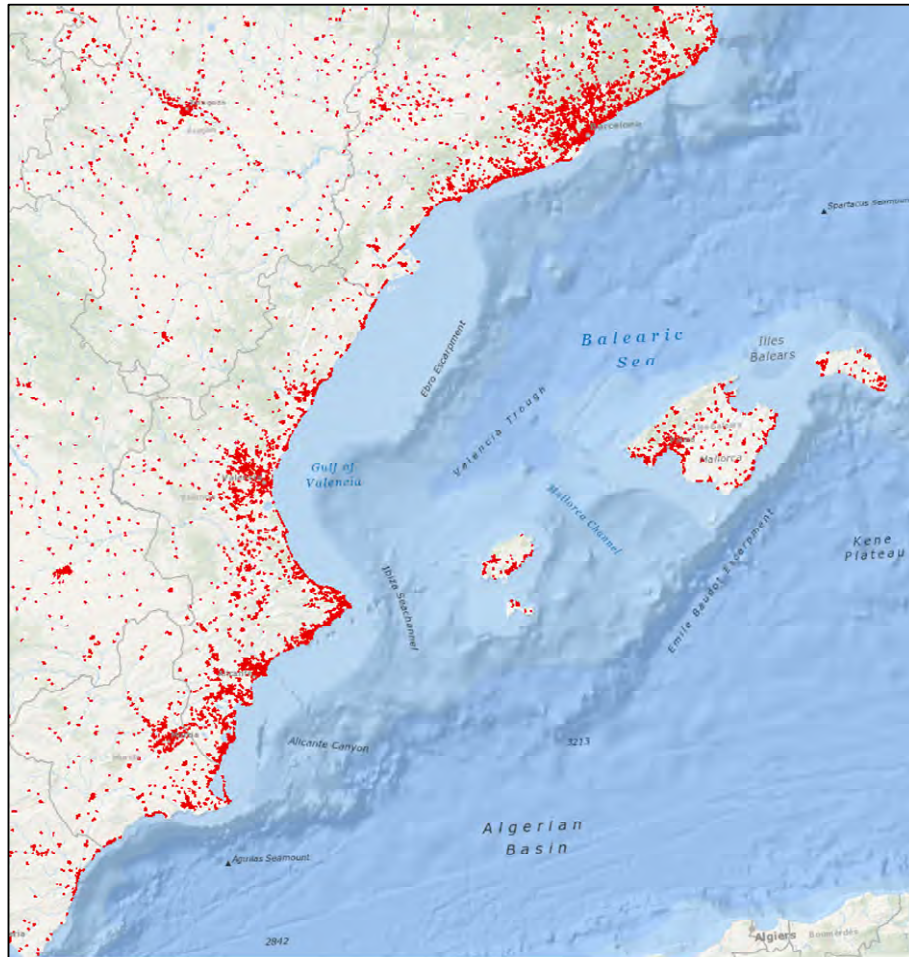 Barcelona
Spartacus Seamount
Balearic
Sea
Illes
Balears
Ebro Escarpment
Valencia Trough
Mallorca
Gulf of
Valencia
Mallorca Channel
Kene
Plateau
Ibiza Seachannel
Emile Baudot Escarpment
Alicante Canyon
3213
Algerian
Basin
Aguilas Seamount
2842
Algiers
Boumerdès